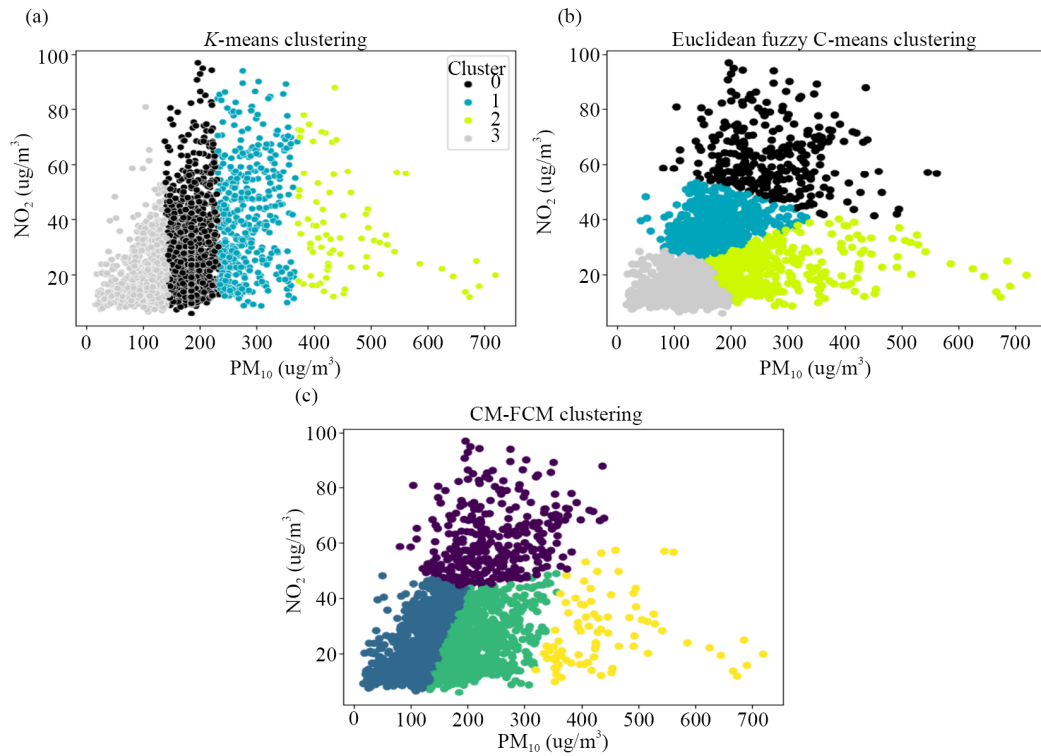 (a)
K-means clustering
Cluster
0
1
2
3
100
80
60
40
20
NO₂ (ug/m³)
0 100 200 300 400 500 600 700
PM₁₀ (ug/m³)
(b)
Euclidean fuzzy C-means clustering
100
80
60
40
20
NO₂ (ug/m³)
0 100 200 300 400 500 600 700
PM₁₀ (ug/m³)
(c)
CM-FCM clustering
100
80
60
40
20
NO₂ (ug/m³)
0 100 200 300 400 500 600 700
PM₁₀ (ug/m³)